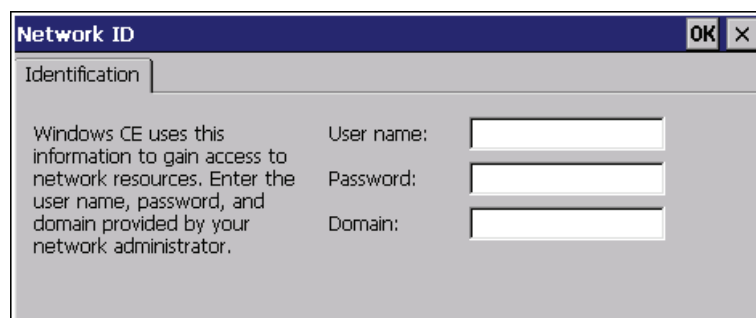 Network ID OK ×
Identification
Windows CE uses this
information to gain access to
network resources. Enter the
user name, password, and
domain provided by your
network administrator.
User name:
Password:
Domain: